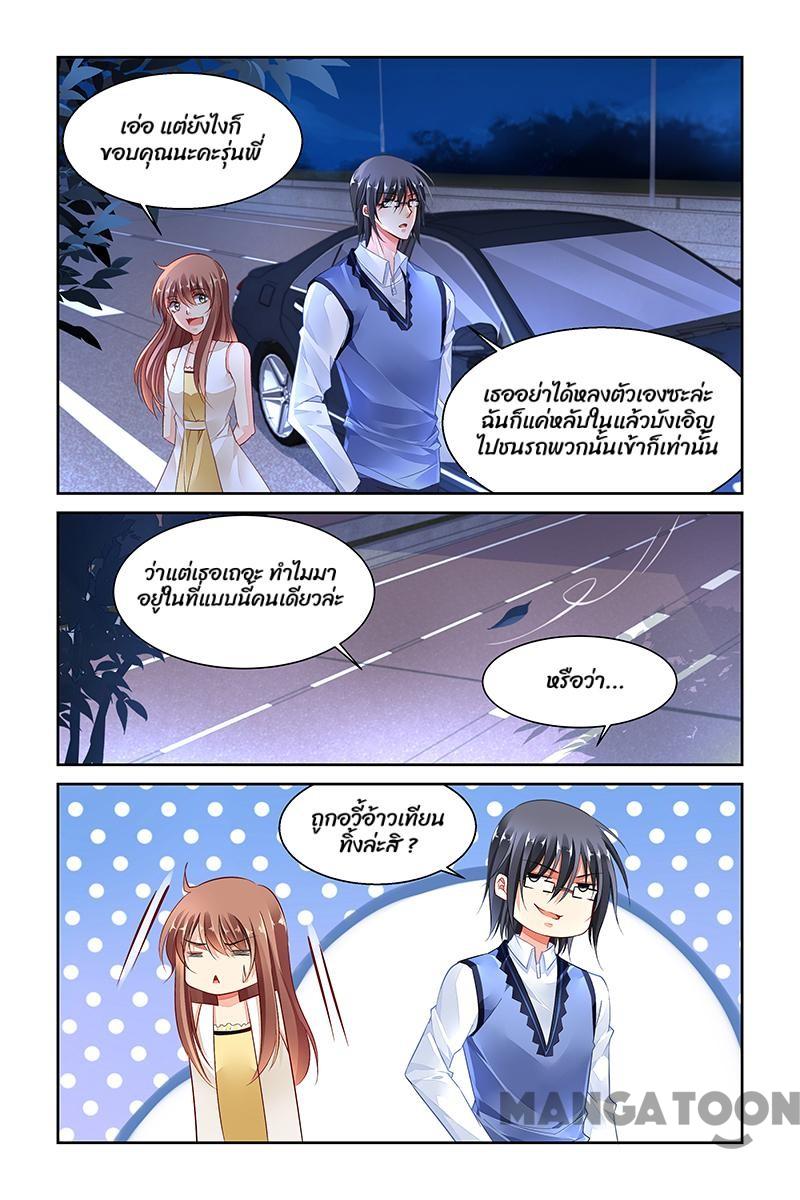 เอ่อ แต่ยังไงก็
ขอบคุณนะคะรุ่นพี่
เธออย่าได้หลงตัวเองซะล่ะ
ฉันก็แค่หลับในแล้วบังเอิญ
ไปชนรถพวกนั้นเข้าก็เท่านั้น
ว่าแต่เธอเถอะ ทำไมมา
อยู่ในที่แบบนี้คนเดียวล่ะ
หรือว่า...
ถูกอวี้อ้าวเทียน
ทิ้งล่ะสิ ?
MANGATOON